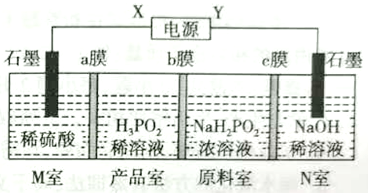 X Y
电源
石墨 a膜 b膜 c膜 石墨
稀硫酸 H₃PO₂ 稀溶液 NaH₂PO₂ 浓溶液 NaOH 稀溶液
M室 产品室 原料室 N室